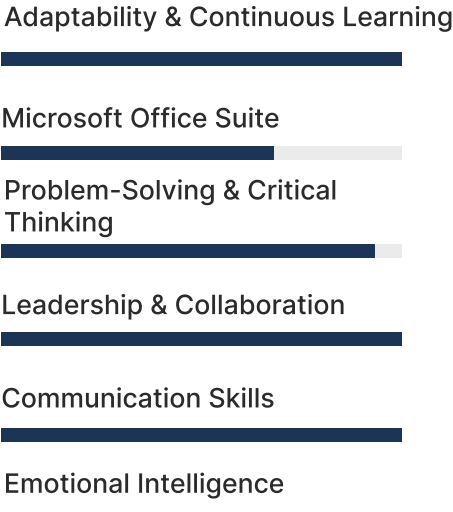 Adaptability & Continuous Learning
Microsoft Office Suite
Problem-Solving & Critical
Thinking
Leadership & Collaboration
Communication Skills
Emotional Intelligence